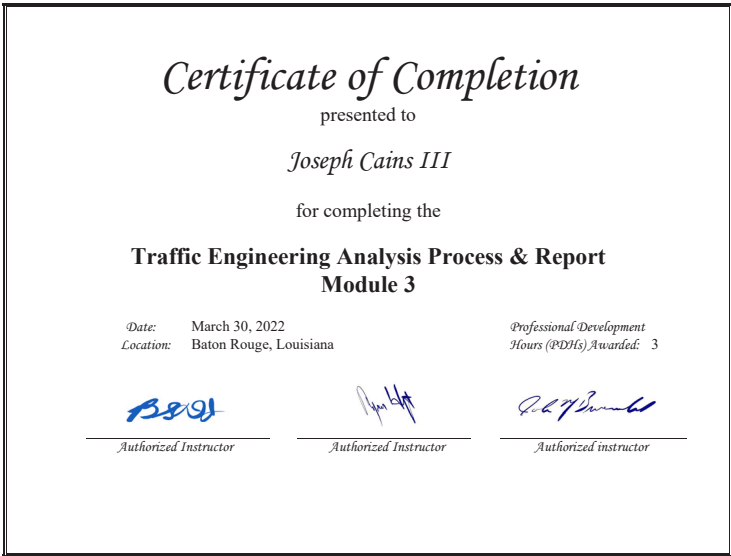 Certificate of Completion
presented to
Joseph Cains III
for completing the
Traffic Engineering Analysis Process & Report
Module 3
Date: March 30, 2022
Location: Baton Rouge, Louisiana
Professional Development
Hours (PDHs) Awarded: 3
Authorized Instructor
Authorized Instructor
Authorized instructor